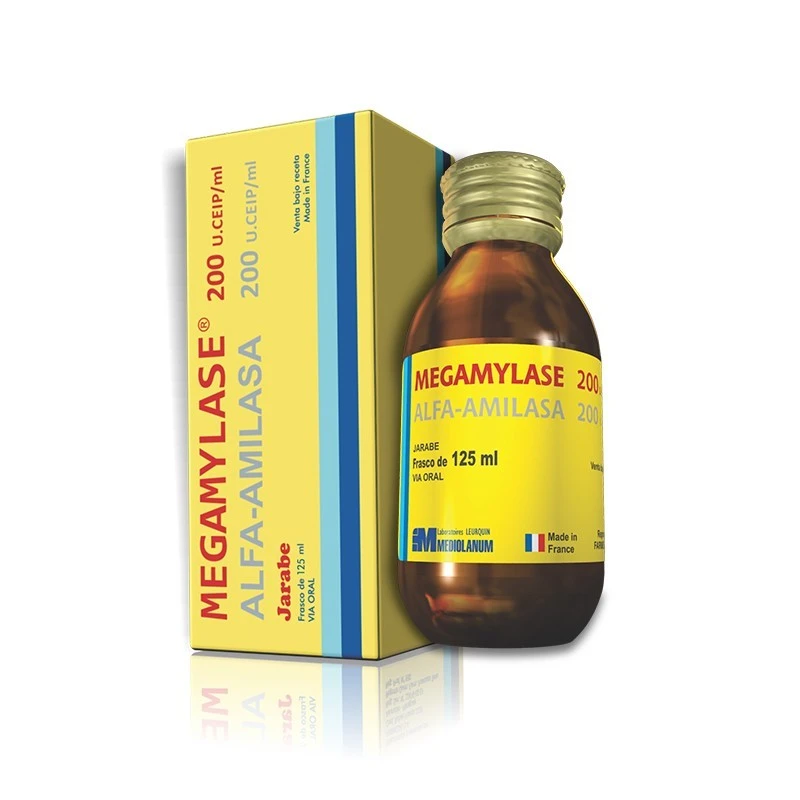 MEGAMYLASE® 200 U.CEIP/ml
ALFA-AMILASA 200 U.CEIP/ml
Jarabe
Frasco de 125 ml
VIA ORAL
Venta bajo receta
Made in France
MEGAMYLASE 200
ALFA-AMILASA 200
JARABE
Frasco de 125 ml
VIA ORAL
Venta
Laboratoires LEURQUIN
MEDIOLANUM
Made in
France